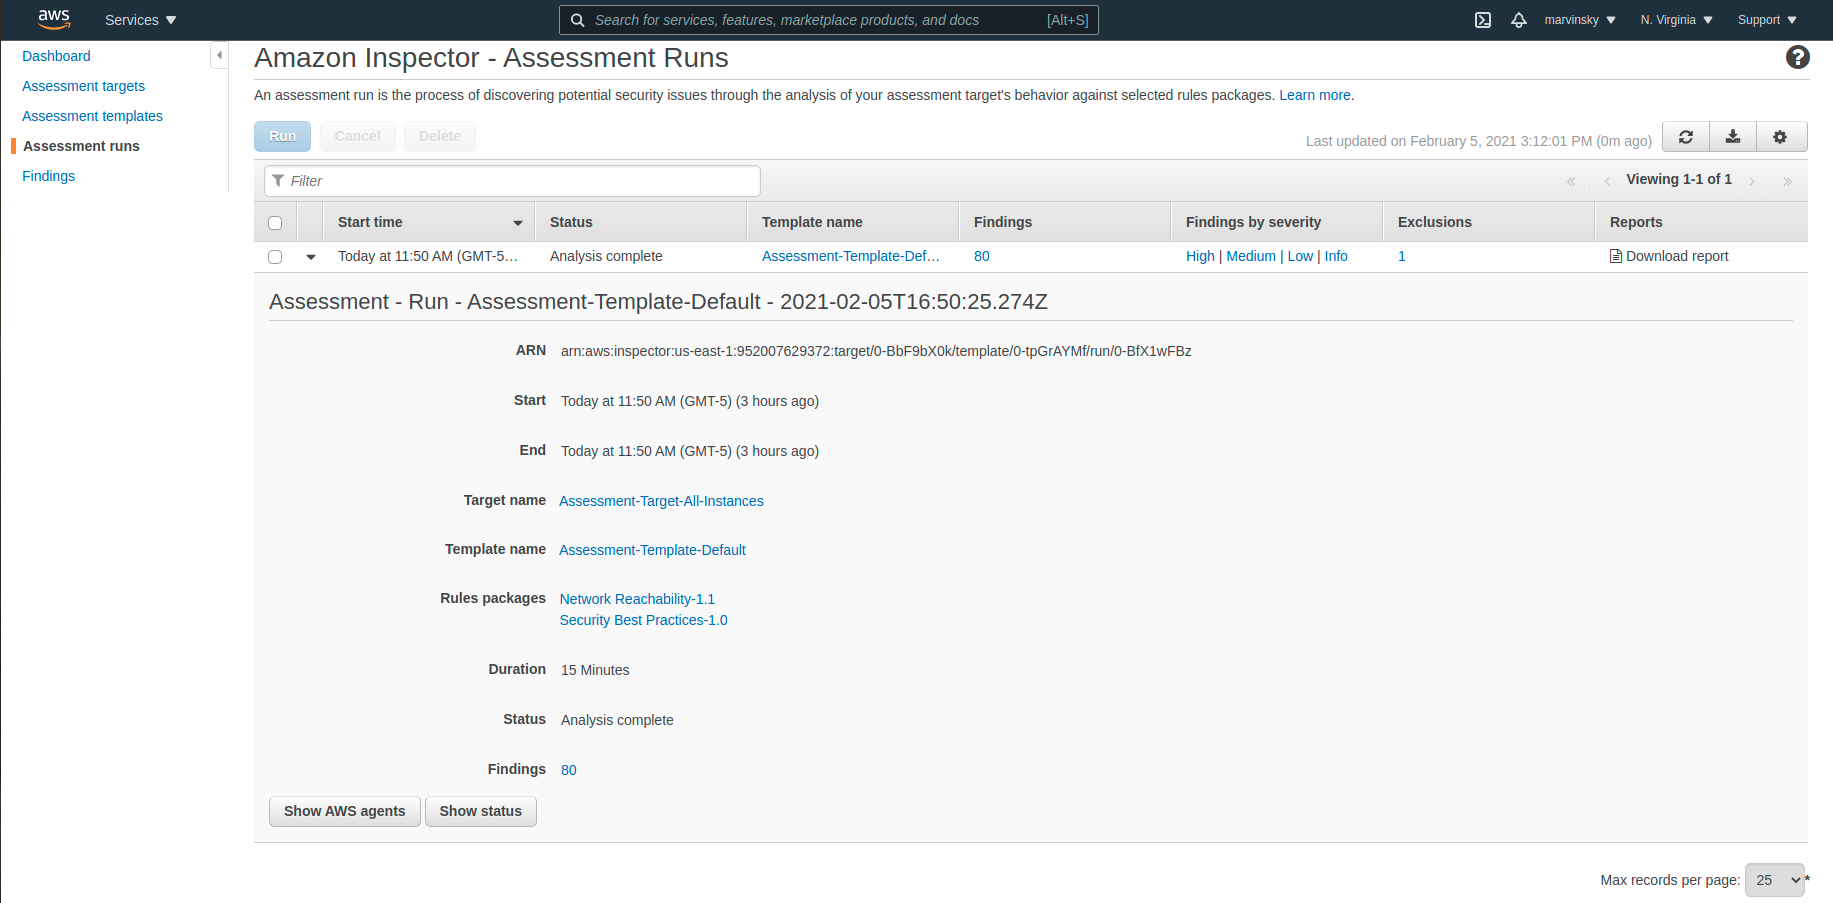 aws Services Search for services, features, marketplace products, and docs [Alt+S] marvinsky N. Virginia Support
Dashboard
Assessment targets
Assessment templates
Assessment runs
Findings
Amazon Inspector - Assessment Runs ?
An assessment run is the process of discovering potential security issues through the analysis of your assessment target's behavior against selected rules packages. Learn more.
Run Cancel Delete Last updated on February 5, 2021 3:12:01 PM (0m ago)
Filter « ‹ Viewing 1-1 of 1 › »
Start time Status Template name Findings Findings by severity Exclusions Reports
Today at 11:50 AM (GMT-5... Analysis complete Assessment-Template-Def... 80 High | Medium | Low | Info 1 Download report
Assessment - Run - Assessment-Template-Default - 2021-02-05T16:50:25.274Z
ARN arn:aws:inspector:us-east-1:952007629372:target/0-BbF9bX0k/template/0-tpGrAYMf/run/0-BfX1wFBz
Start Today at 11:50 AM (GMT-5) (3 hours ago)
End Today at 11:50 AM (GMT-5) (3 hours ago)
Target name Assessment-Target-All-Instances
Template name Assessment-Template-Default
Rules packages Network Reachability-1.1
Security Best Practices-1.0
Duration 15 Minutes
Status Analysis complete
Findings 80
Show AWS agents Show status
Max records per page: 25 *